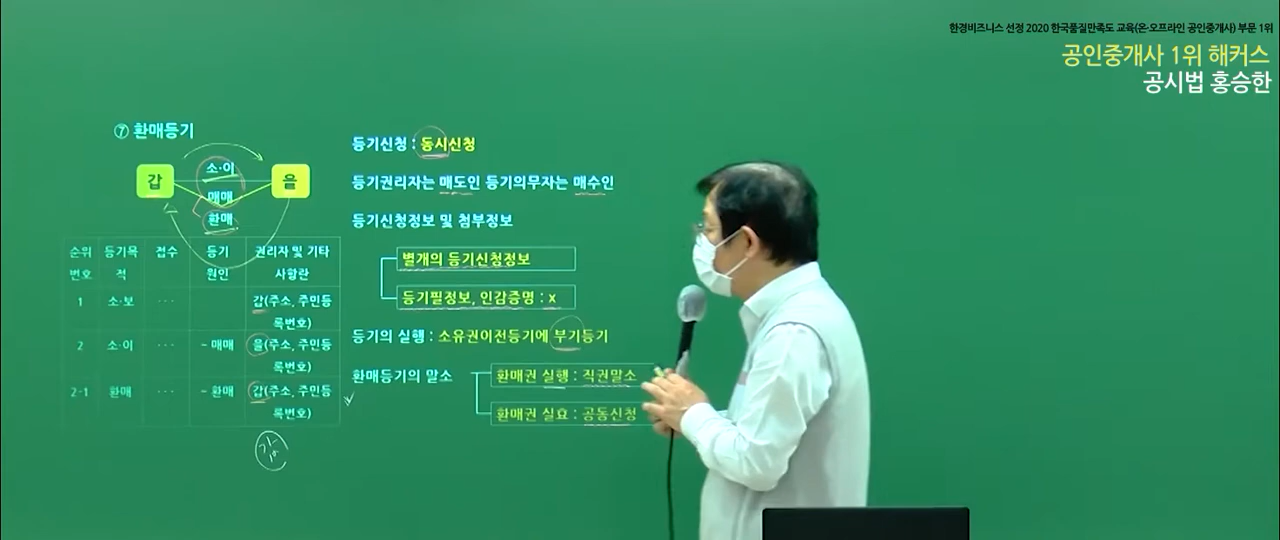 한경비즈니스 선정 2020 한국품질만족도 교육(온·오프라인 공인중개사) 부문 1위
공인중개사 1위 해커스
공시법 홍승한
⑦ 환매등기
갑
소·이
매매
환매
을
순위번호 등기목적 접수 등기원인 권리자 및 기타사항란
1 소·보 ··· 갑(주소, 주민등록번호)
2 소·이 ··· - 매매 을(주소, 주민등록번호)
2-1 환매 ··· - 환매 갑(주소, 주민등록번호)
등기신청 : 동시신청
등기권리자는 매도인 등기의무자는 매수인
등기신청정보 및 첨부정보
별개의 등기신청정보
등기필정보, 인감증명 : x
등기의 실행 : 소유권이전등기에 부기등기
환매등기의 말소
환매권 실행 : 직권말소
환매권 실효 : 공동신청